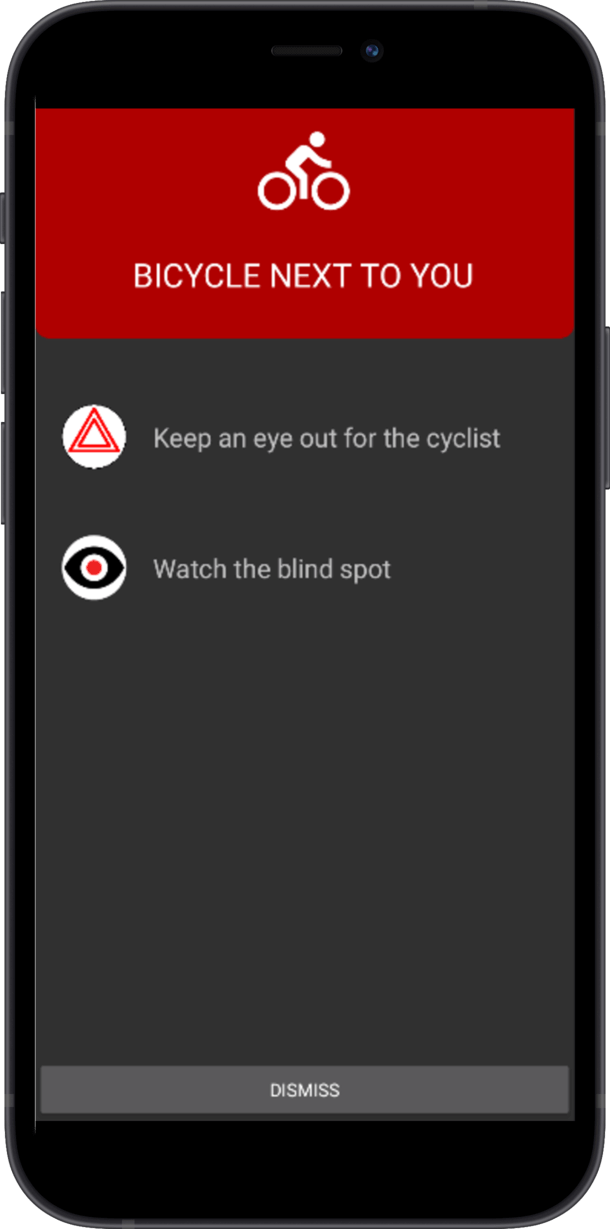 BICYCLE NEXT TO YOU
Keep an eye out for the cyclist
Watch the blind spot
DISMISS